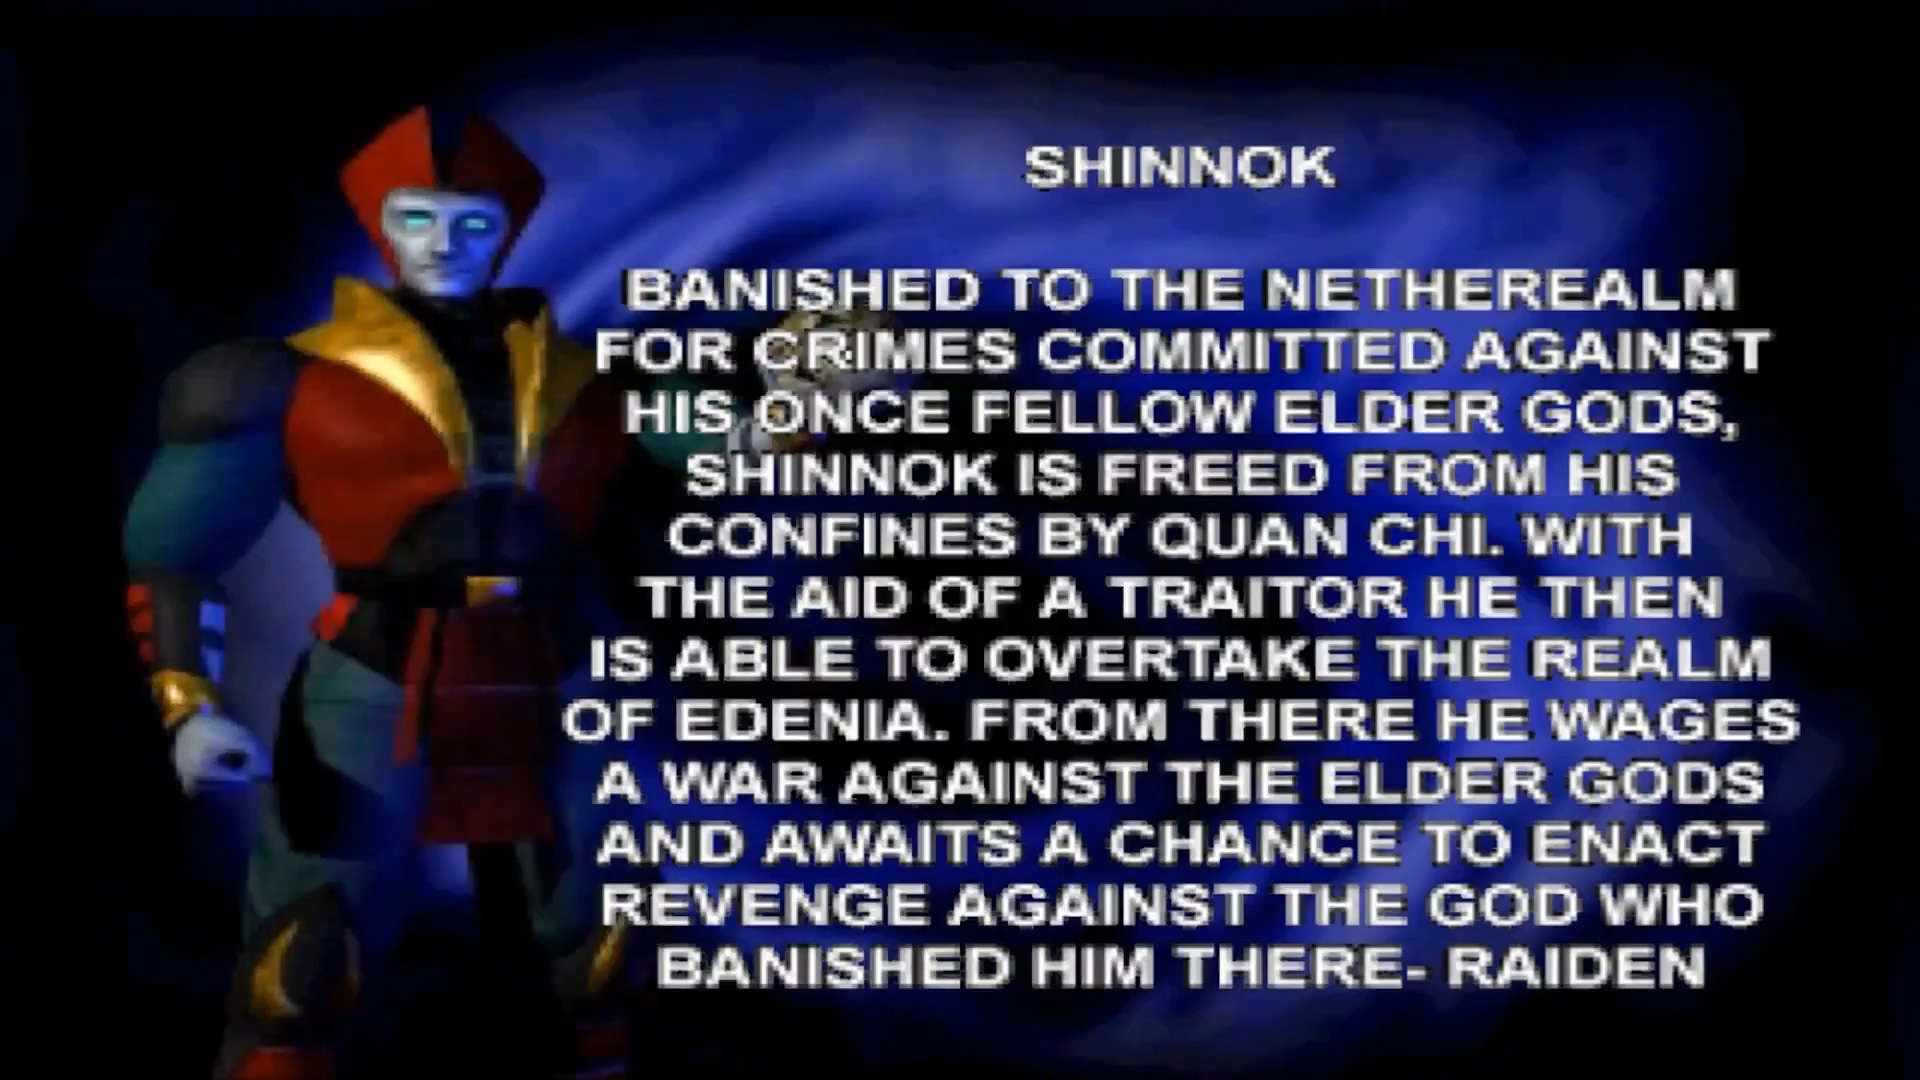 SHINNOK
BANISHED TO THE NETHEREALM
FOR CRIMES COMMITTED AGAINST
HIS ONCE FELLOW ELDER GODS,
SHINNOK IS FREED FROM HIS
CONFINES BY QUAN CHI. WITH
THE AID OF A TRAITOR HE THEN
IS ABLE TO OVERTAKE THE REALM
OF EDENIA. FROM THERE HE WAGES
A WAR AGAINST THE ELDER GODS
AND AWAITS A CHANCE TO ENACT
REVENGE AGAINST THE GOD WHO
BANISHED HIM THERE- RAIDEN